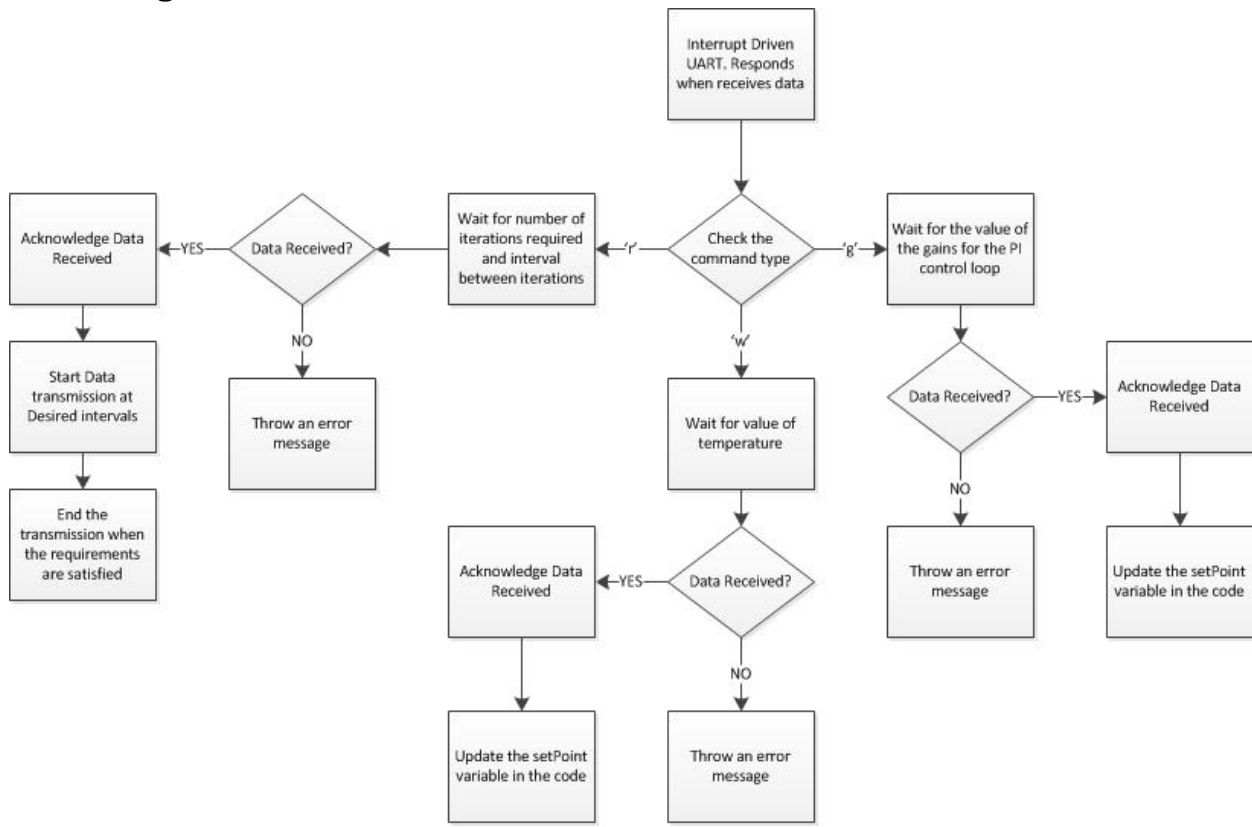 Interrupt Driven
UART. Responds
when receives data
Acknowledge Data
Received
YES
Data Received?
Wait for number of
iterations required
and interval
between iterations
'r'
Check the
command type
'g'
Wait for the value of
the gains for the PI
control loop
NO
'w'
Start Data
transmission at
Desired intervals
Throw an error
message
Wait for value of
temperature
Data Received?
YES
Acknowledge Data
Received
NO
End the
transmission when
the requirements
are satisfied
Acknowledge Data
Received
YES
Data Received?
Throw an error
message
Update the setPoint
variable in the code
NO
Update the setPoint
variable in the code
Throw an error
message